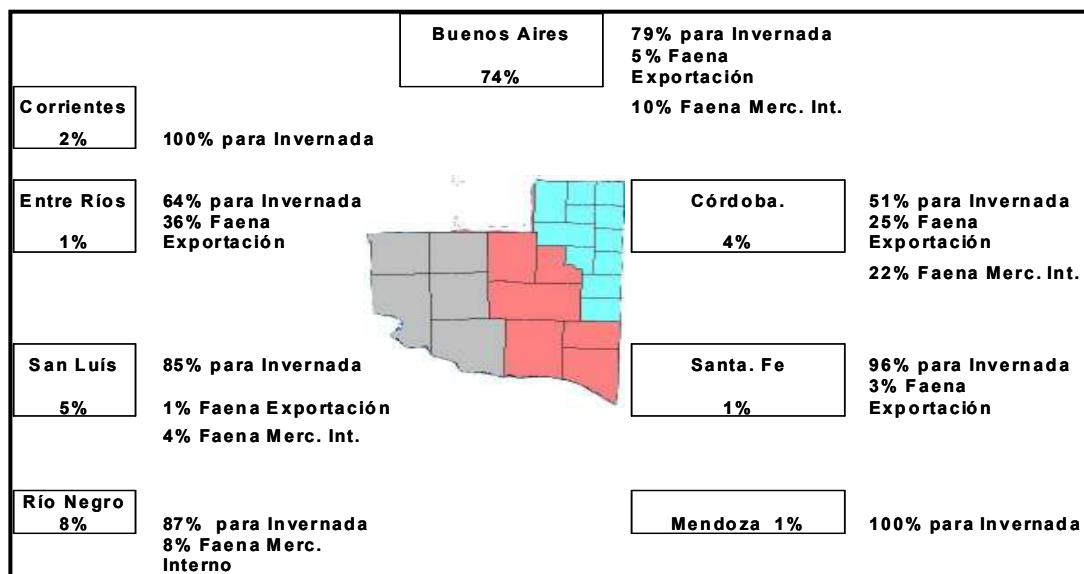 Buenos Aires
74%
79% para Invernada
5% Faena
Exportación
10% Faena Merc. Int.
Corrientes
2%
100% para Invernada
Entre Ríos
1%
64% para Invernada
36% Faena
Exportación
Córdoba.
4%
51% para Invernada
25% Faena
Exportación
22% Faena Merc. Int.
San Luís
5%
85% para Invernada
1% Faena Exportación
4% Faena Merc. Int.
Santa. Fe
1%
96% para Invernada
3% Faena
Exportación
Río Negro
8%
87% para Invernada
8% Faena Merc.
Interno
Mendoza 1%
100% para Invernada